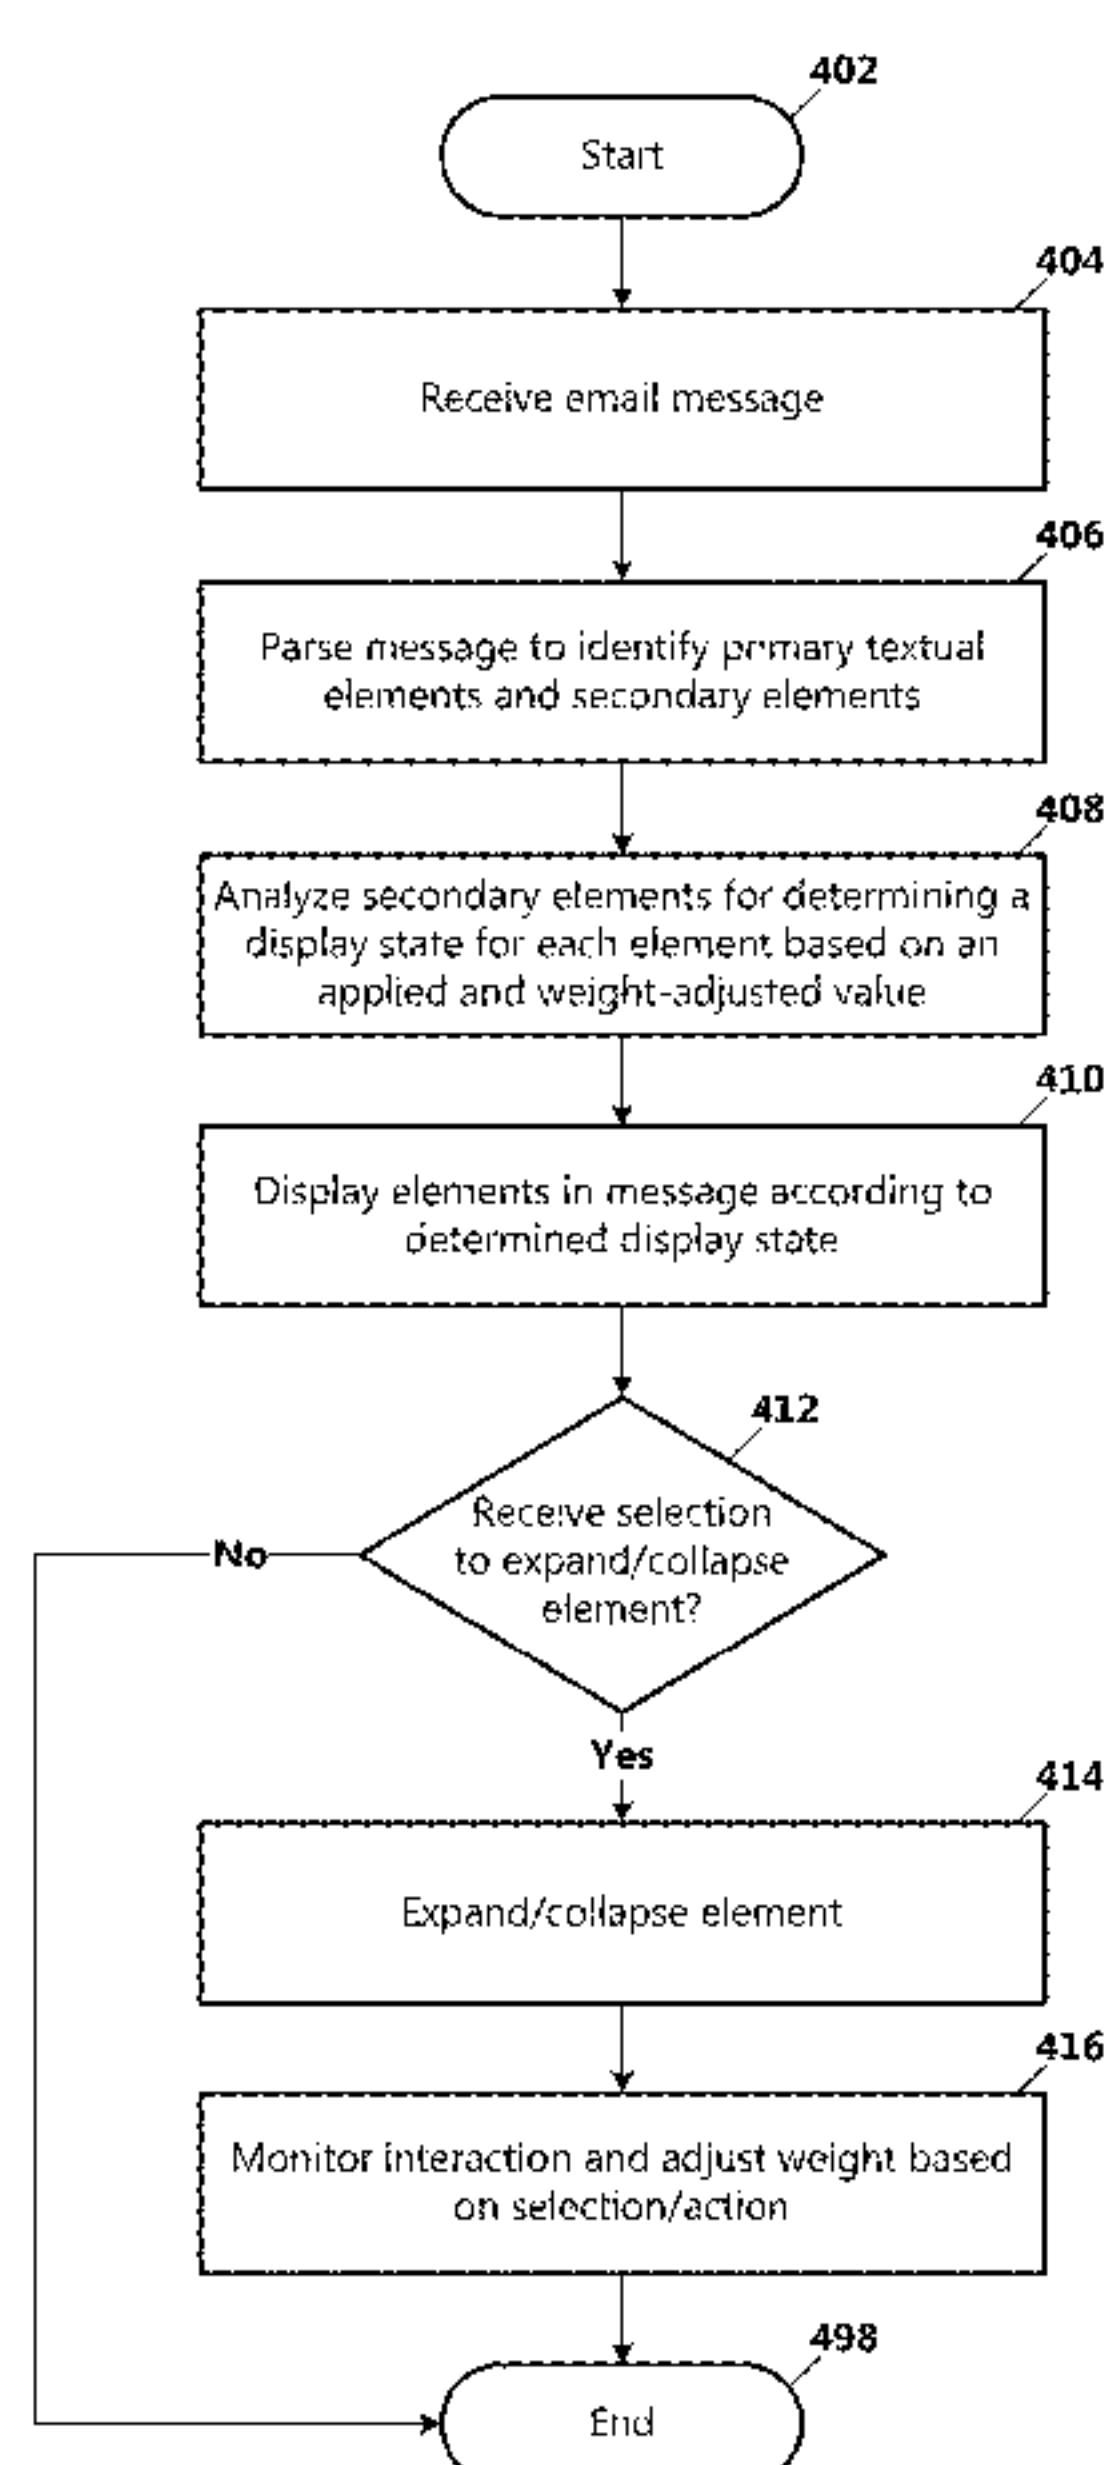 402
Start
404
Receive email message
406
Parse message to identify primary textual
elements and secondary elements
408
Analyze secondary elements for determining a
display state for each element based on an
applied and weight-adjusted value
410
Display elements in message according to
determined display state
412
Receive selection
to expand/collapse
element?
No
Yes
414
Expand/collapse element
416
Monitor interaction and adjust weight based
on selection/action
498
End